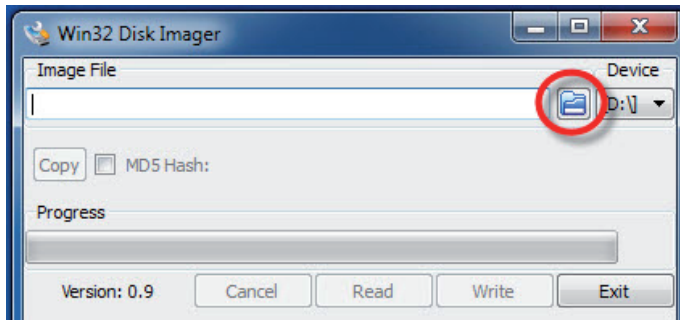 Win32 Disk Imager
Image File Device
[D:\]
Copy MD5 Hash:
Progress
Version: 0.9 Cancel Read Write Exit